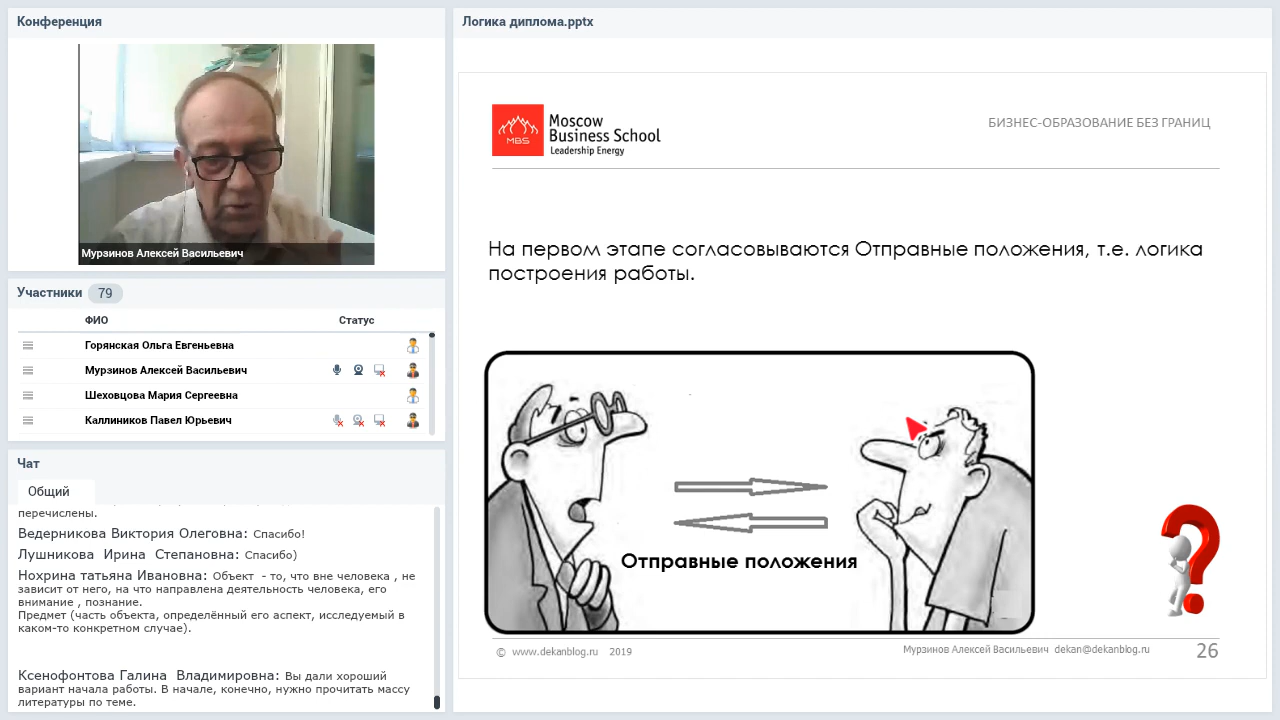 Конференция
Мурзинов Алексей Васильевич
Участники 79
ФИО Статус
Горянская Ольга Евгеньевна
Мурзинов Алексей Васильевич
Шеховцова Мария Сергеевна
Каллиников Павел Юрьевич
Чат
Общий
перечислены.
Ведерникова Виктория Олеговна: Спасибо!
Лушникова Ирина Степановна: Спасибо)
Нохрина татьяна Ивановна: Объект - то, что вне человека , не
зависит от него, на что направлена деятельность человека, его
внимание , познание.
Предмет (часть объекта, определённый его аспект, исследуемый в
каком-то конкретном случае).
Ксенофонтова Галина Владимировна: Вы дали хороший
вариант начала работы. В начале, конечно, нужно прочитать массу
литературы по теме.
Логика диплома.pptx
MBS
Moscow
Business School
Leadership Energy
БИЗНЕС-ОБРАЗОВАНИЕ БЕЗ ГРАНИЦ
На первом этапе согласовываются Отправные положения, т.е. логика
построения работы.
Отправные положения
© www.dekanblog.ru 2019
Мурзинов Алексей Васильевич dekan@dekanblog.ru
26